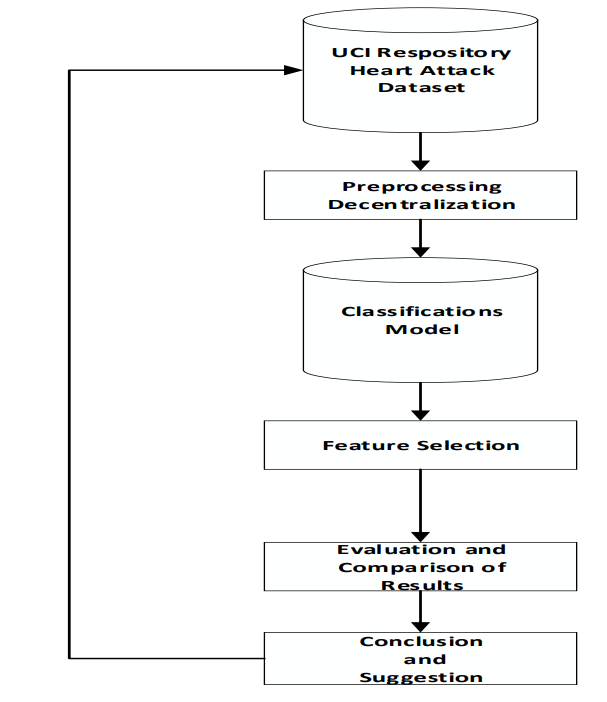 UCI Respository
Heart Attack
Dataset
Preprocessing
Decentralization
Classifications
Model
Feature Selection
Evaluation and
Comparison of
Results
Conclusion
and
Suggestion